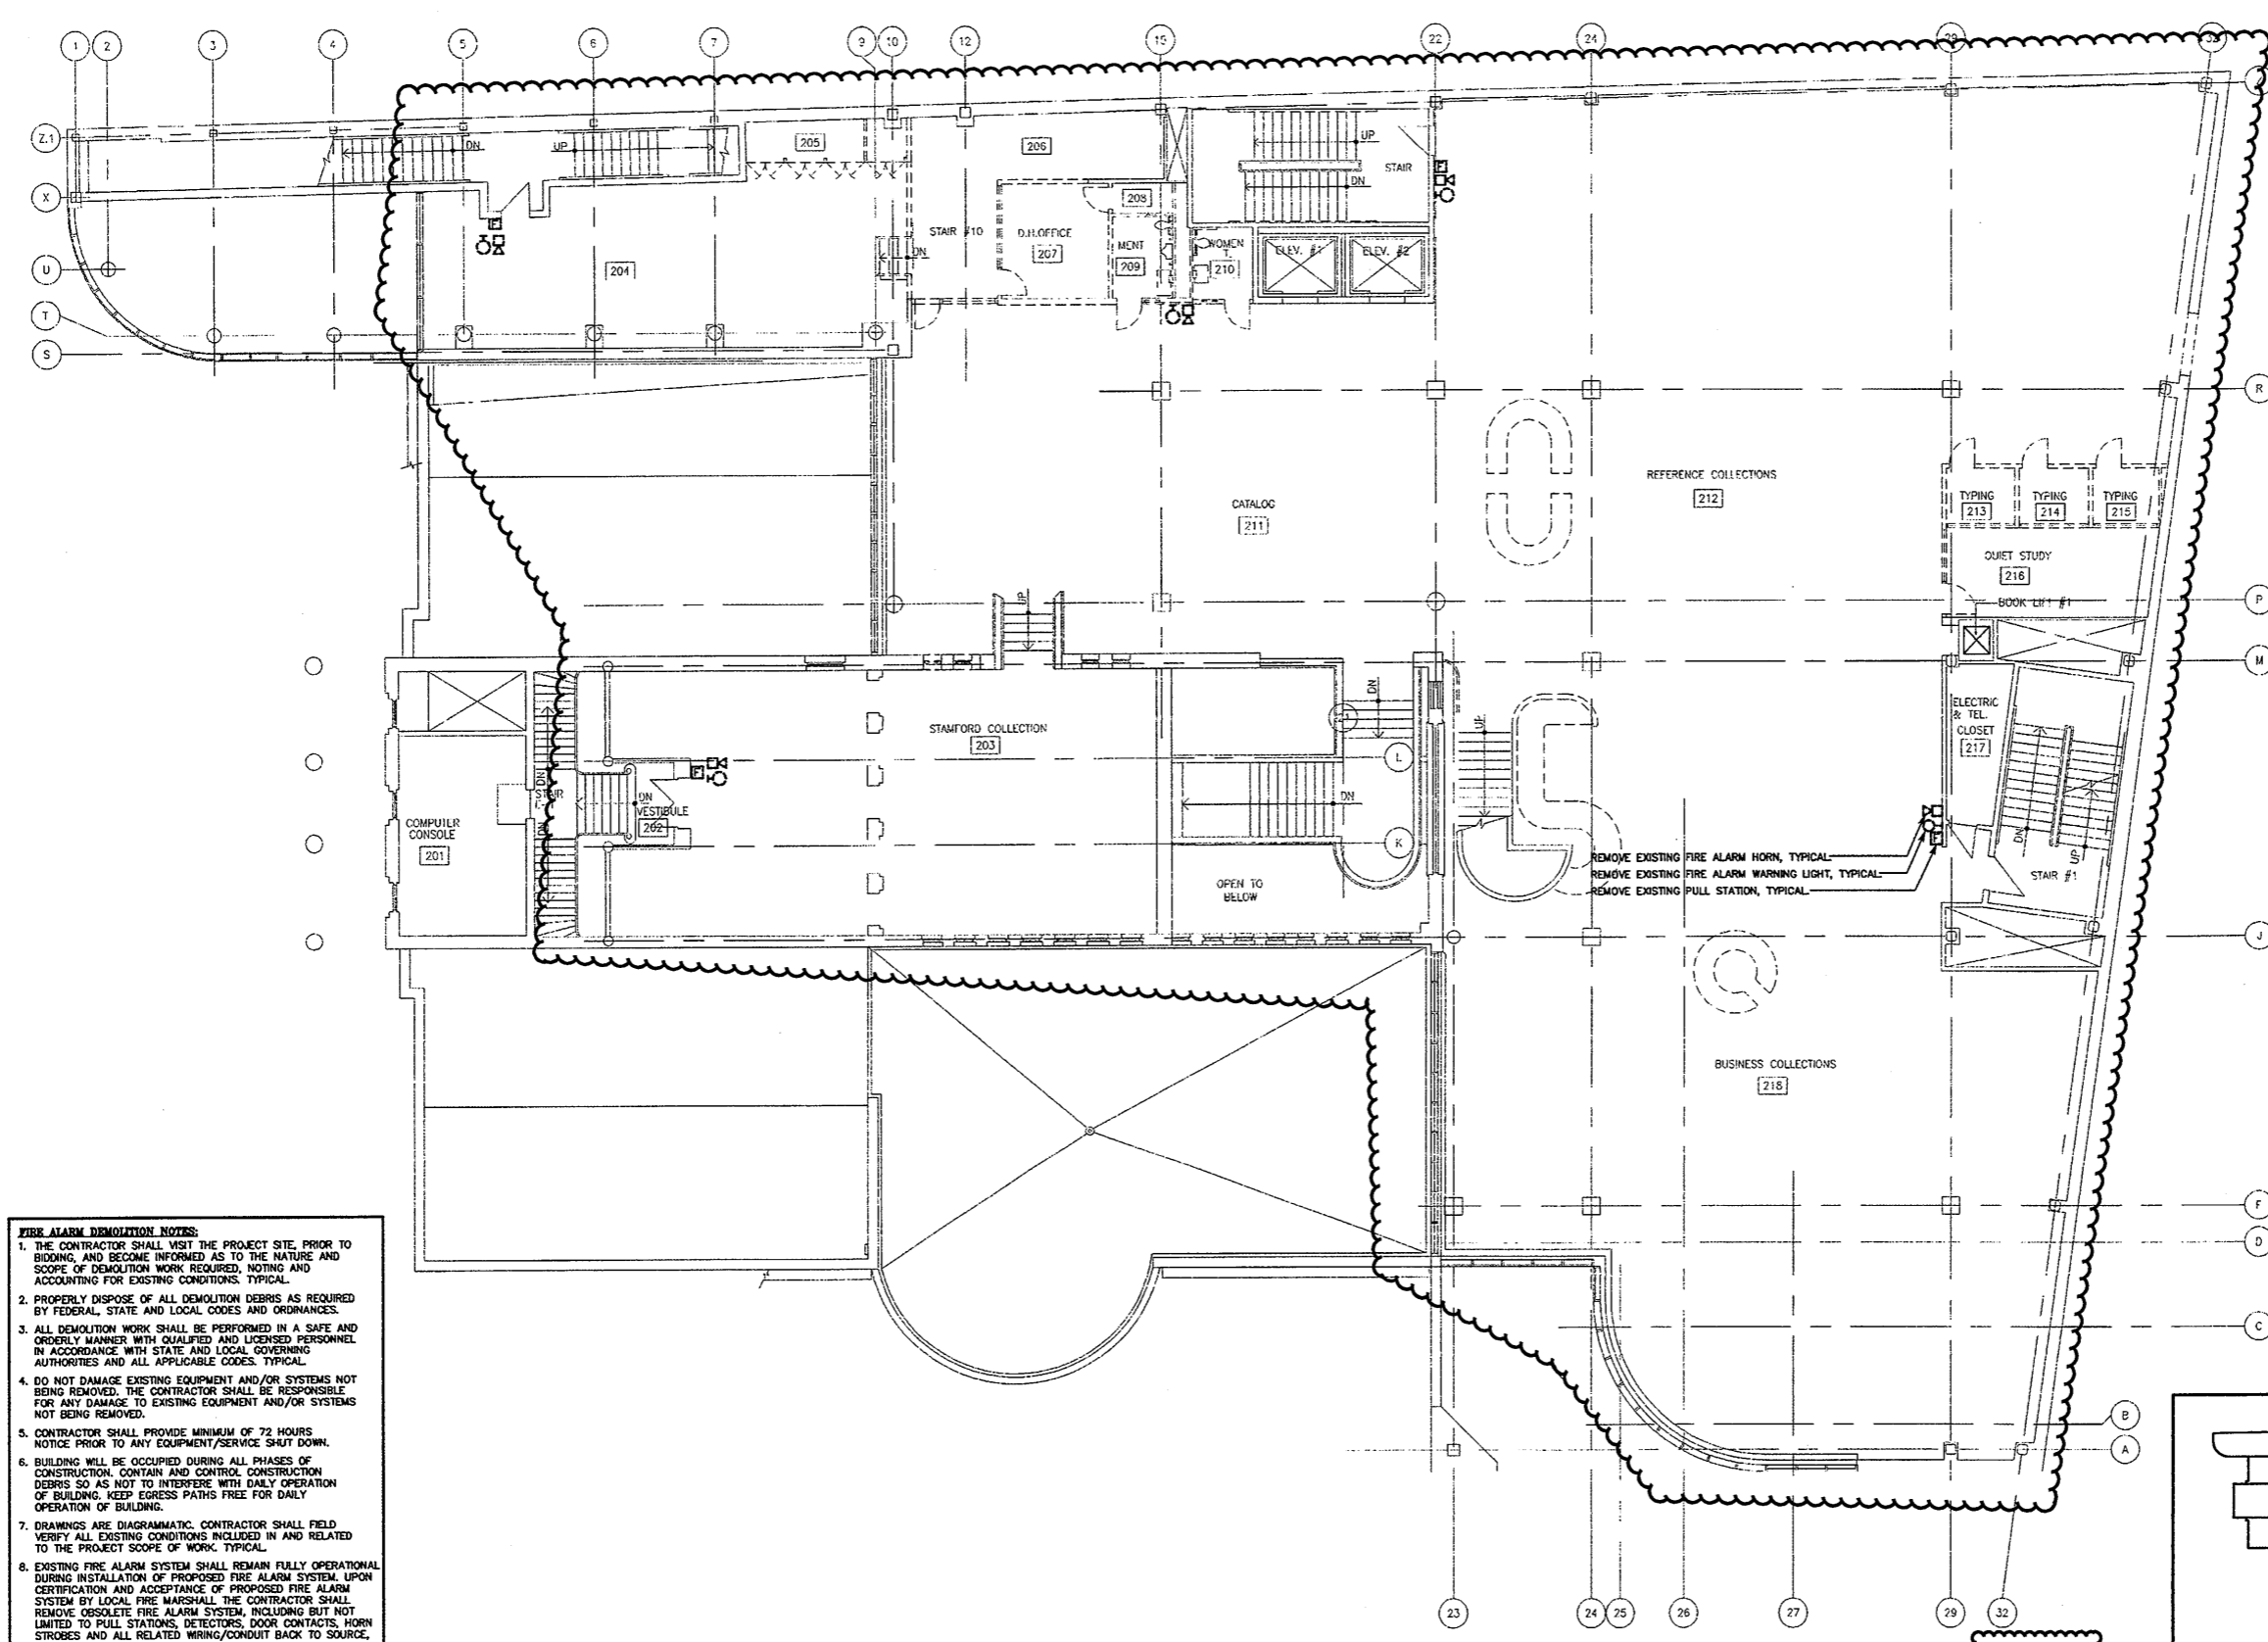 1 2 3 4 5 6 7 9 10 12 15 22 24 29 32
Z.1
X
U
T
S
DN
UP
205
206
UP
DN
STAIR
208
STAIR #10
D.H.OFFICE
207
MENT
209
WOMEN
T.
210
ELEV. #1
ELEV. #2
F
F
204
DN
R
REFERENCE COLLECTIONS
212
CATALOG
211
TYPING
213
TYPING
214
TYPING
215
QUIET STUDY
216
BOOK LIFT #1
P
M
UP
STAMFORD COLLECTION
203
DN
UP
ELECTRIC
& TEL.
CLOSET
217
L
F
DN
STAIR
DN
VESTIBULE
202
DN
COMPUTER
CONSOLE
201
DN
K
DN
UP
STAIR #1
OPEN TO
BELOW
REMOVE EXISTING FIRE ALARM HORN, TYPICAL
REMOVE EXISTING FIRE ALARM WARNING LIGHT, TYPICAL
REMOVE EXISTING PULL STATION, TYPICAL
J
BUSINESS COLLECTIONS
218
F
D
C
B
A
23 24 25 26 27 29 32
FIRE ALARM DEMOLITION NOTES:
1. THE CONTRACTOR SHALL VISIT THE PROJECT SITE, PRIOR TO
BIDDING, AND BECOME INFORMED AS TO THE NATURE AND
SCOPE OF DEMOLITION WORK REQUIRED, NOTING AND
ACCOUNTING FOR EXISTING CONDITIONS. TYPICAL.
2. PROPERLY DISPOSE OF ALL DEMOLITION DEBRIS AS REQUIRED
BY FEDERAL, STATE AND LOCAL CODES AND ORDINANCES.
3. ALL DEMOLITION WORK SHALL BE PERFORMED IN A SAFE AND
ORDERLY MANNER WITH QUALIFIED AND LICENSED PERSONNEL
IN ACCORDANCE WITH STATE AND LOCAL GOVERNING
AUTHORITIES AND ALL APPLICABLE CODES. TYPICAL
4. DO NOT DAMAGE EXISTING EQUIPMENT AND/OR SYSTEMS NOT
BEING REMOVED. THE CONTRACTOR SHALL BE RESPONSIBLE
FOR ANY DAMAGE TO EXISTING EQUIPMENT AND/OR SYSTEMS
NOT BEING REMOVED.
5. CONTRACTOR SHALL PROVIDE MINIMUM OF 72 HOURS
NOTICE PRIOR TO ANY EQUIPMENT/SERVICE SHUT DOWN.
6. BUILDING WILL BE OCCUPIED DURING ALL PHASES OF
CONSTRUCTION. CONTAIN AND CONTROL CONSTRUCTION
DEBRIS SO AS NOT TO INTERFERE WITH DAILY OPERATION
OF BUILDING. KEEP EGRESS PATHS FREE FOR DAILY
OPERATION OF BUILDING.
7. DRAWINGS ARE DIAGRAMMATIC. CONTRACTOR SHALL FIELD
VERIFY ALL EXISTING CONDITIONS INCLUDED IN AND RELATED
TO THE PROJECT SCOPE OF WORK. TYPICAL
8. EXISTING FIRE ALARM SYSTEM SHALL REMAIN FULLY OPERATIONAL
DURING INSTALLATION OF PROPOSED FIRE ALARM SYSTEM. UPON
CERTIFICATION AND ACCEPTANCE OF PROPOSED FIRE ALARM
SYSTEM BY LOCAL FIRE MARSHALL THE CONTRACTOR SHALL
REMOVE OBSOLETE FIRE ALARM SYSTEM, INCLUDING BUT NOT
LIMITED TO PULL STATIONS, DETECTORS, DOOR CONTACTS, HORN
STROBES AND ALL RELATED WIRING/CONDUIT BACK TO SOURCE,